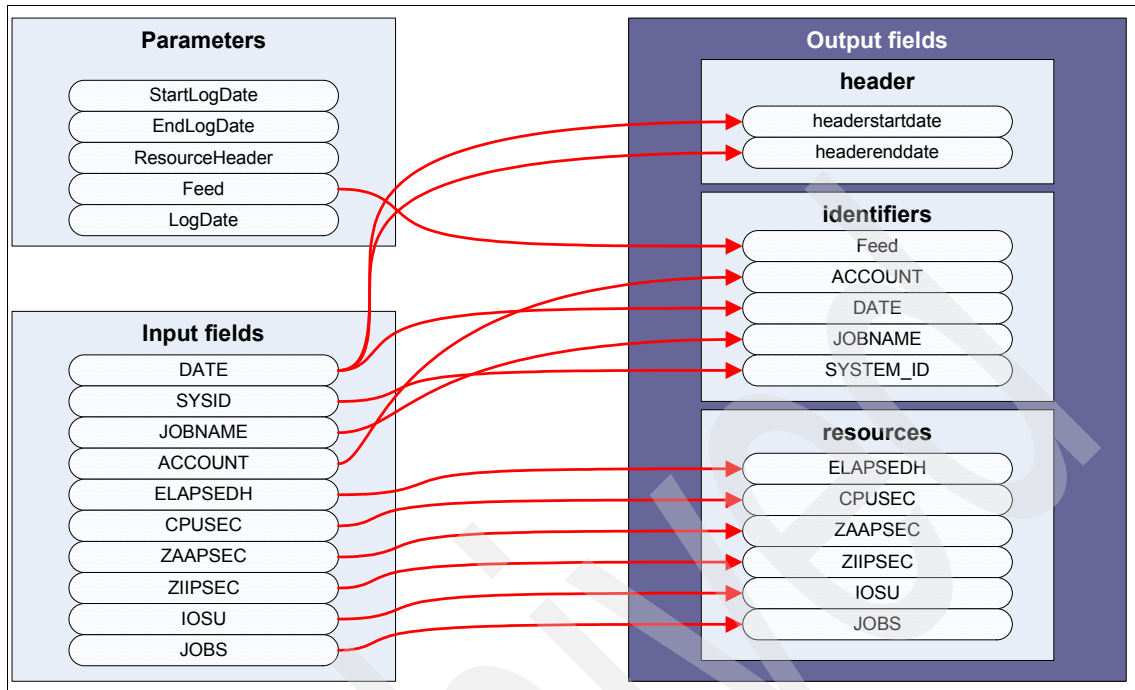 Parameters
StartLogDate
EndLogDate
ResourceHeader
Feed
LogDate
Input fields
DATE
SYSID
JOBNAME
ACCOUNT
ELAPSEDH
CPUSEC
ZAAPSEC
ZIIPSEC
IOSU
JOBS
Output fields
header
headerstartdate
headerenddate
identifiers
Feed
ACCOUNT
DATE
JOBNAME
SYSTEM_ID
resources
ELAPSEDH
CPUSEC
ZAAPSEC
ZIIPSEC
IOSU
JOBS